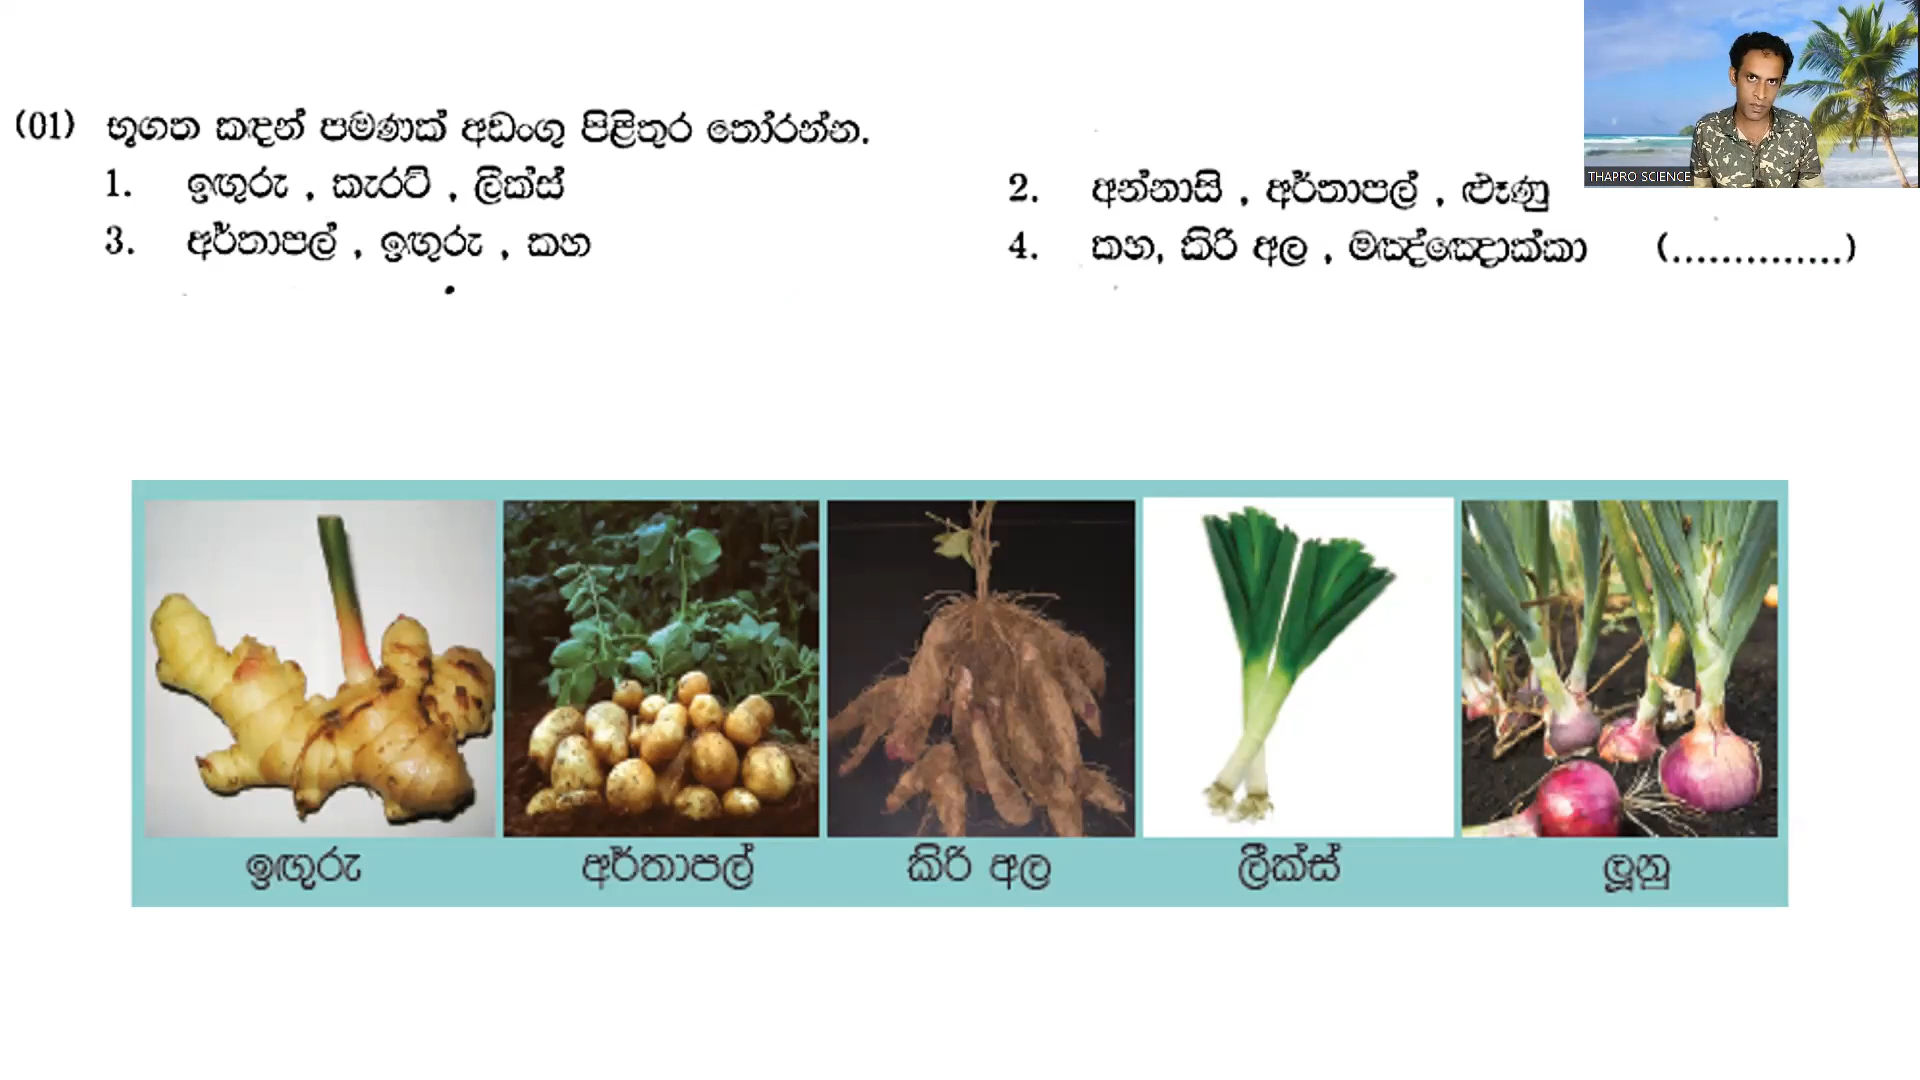 THAPRO SCIENCE
(01) භූගත කඳන් පමණක් අඩංගු පිළිතුර තෝරන්න.
1. ඉඟුරු , කැරට් , ලීක්ස්
2. අන්නාසි , අර්තාපල් , ළූණු
3. අර්තාපල් , ඉඟුරු , කහ
4. කහ, කිරි අල , මඤ්ඤොක්කා (..............)
ඉඟුරු
අර්තාපල්
කිරි අල
ලීක්ස්
ලූනු